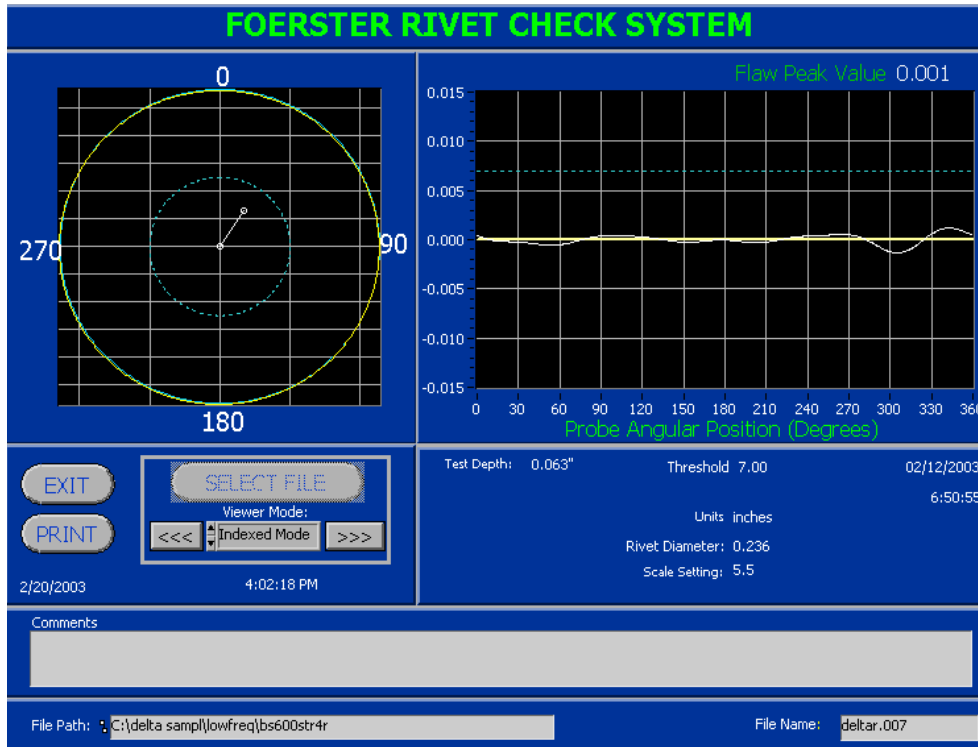 FOERSTER RIVET CHECK SYSTEM
0
270
90
180
Flaw Peak Value 0.001
0.015
0.010
0.005
0.000
-0.005
-0.010
-0.015
0 30 60 90 120 150 180 210 240 270 300 330 360
Probe Angular Position (Degrees)
EXIT
PRINT
SELECT FILE
Viewer Mode:
<<< Indexed Mode >>>
2/20/2003 4:02:18 PM
Test Depth: 0.063" Threshold 7.00 02/12/2003
6:50:55
Units inches
Rivet Diameter: 0.236
Scale Setting: 5.5
Comments
File Path: C:\delta sampl\lowfreq\bs600str4r File Name: deltar.007